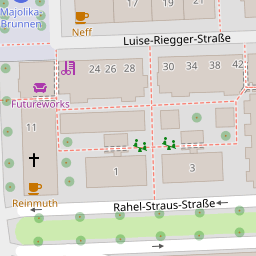 Majolika-
Brunnen
Neff
17
19
21
Luise-Riegger-Straße
24
26
28
30
34
38
42
Futureworks
11
1
3
Reinmuth
Rahel-Straus-Straße